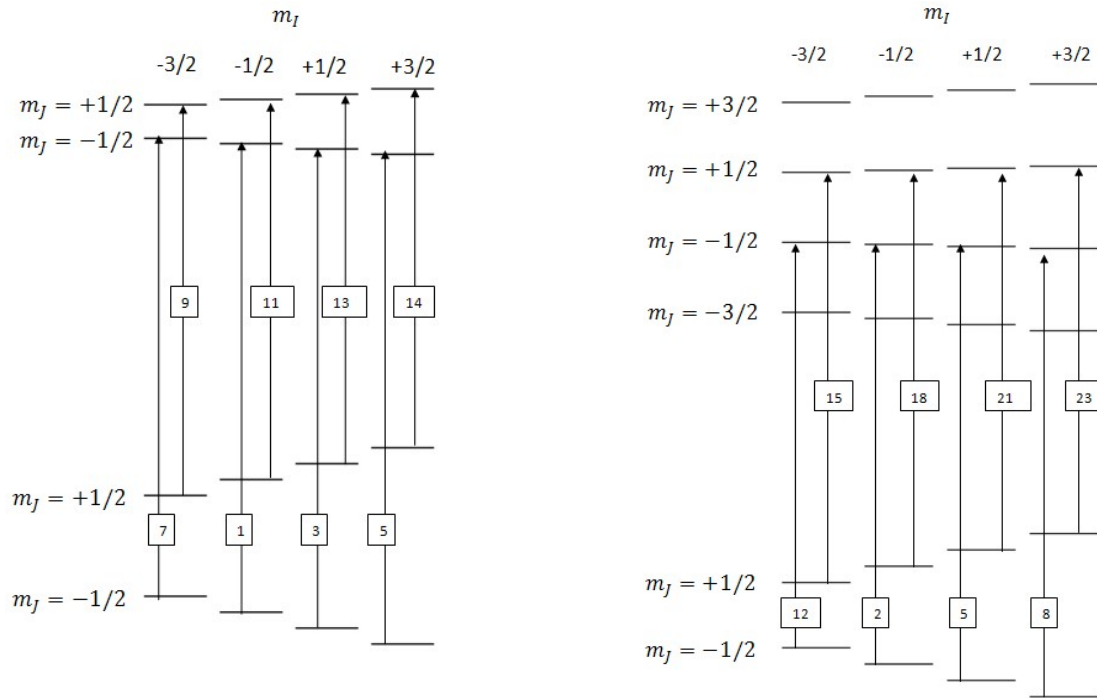 m_I
-3/2 -1/2 +1/2 +3/2
m_J = +1/2
m_J = −1/2
9 11 13 14
m_J = +1/2
7 1 3 5
m_J = −1/2
m_I
-3/2 -1/2 +1/2 +3/2
m_J = +3/2
m_J = +1/2
m_J = −1/2
m_J = −3/2
15 18 21 23
m_J = +1/2
12 2 5 8
m_J = −1/2